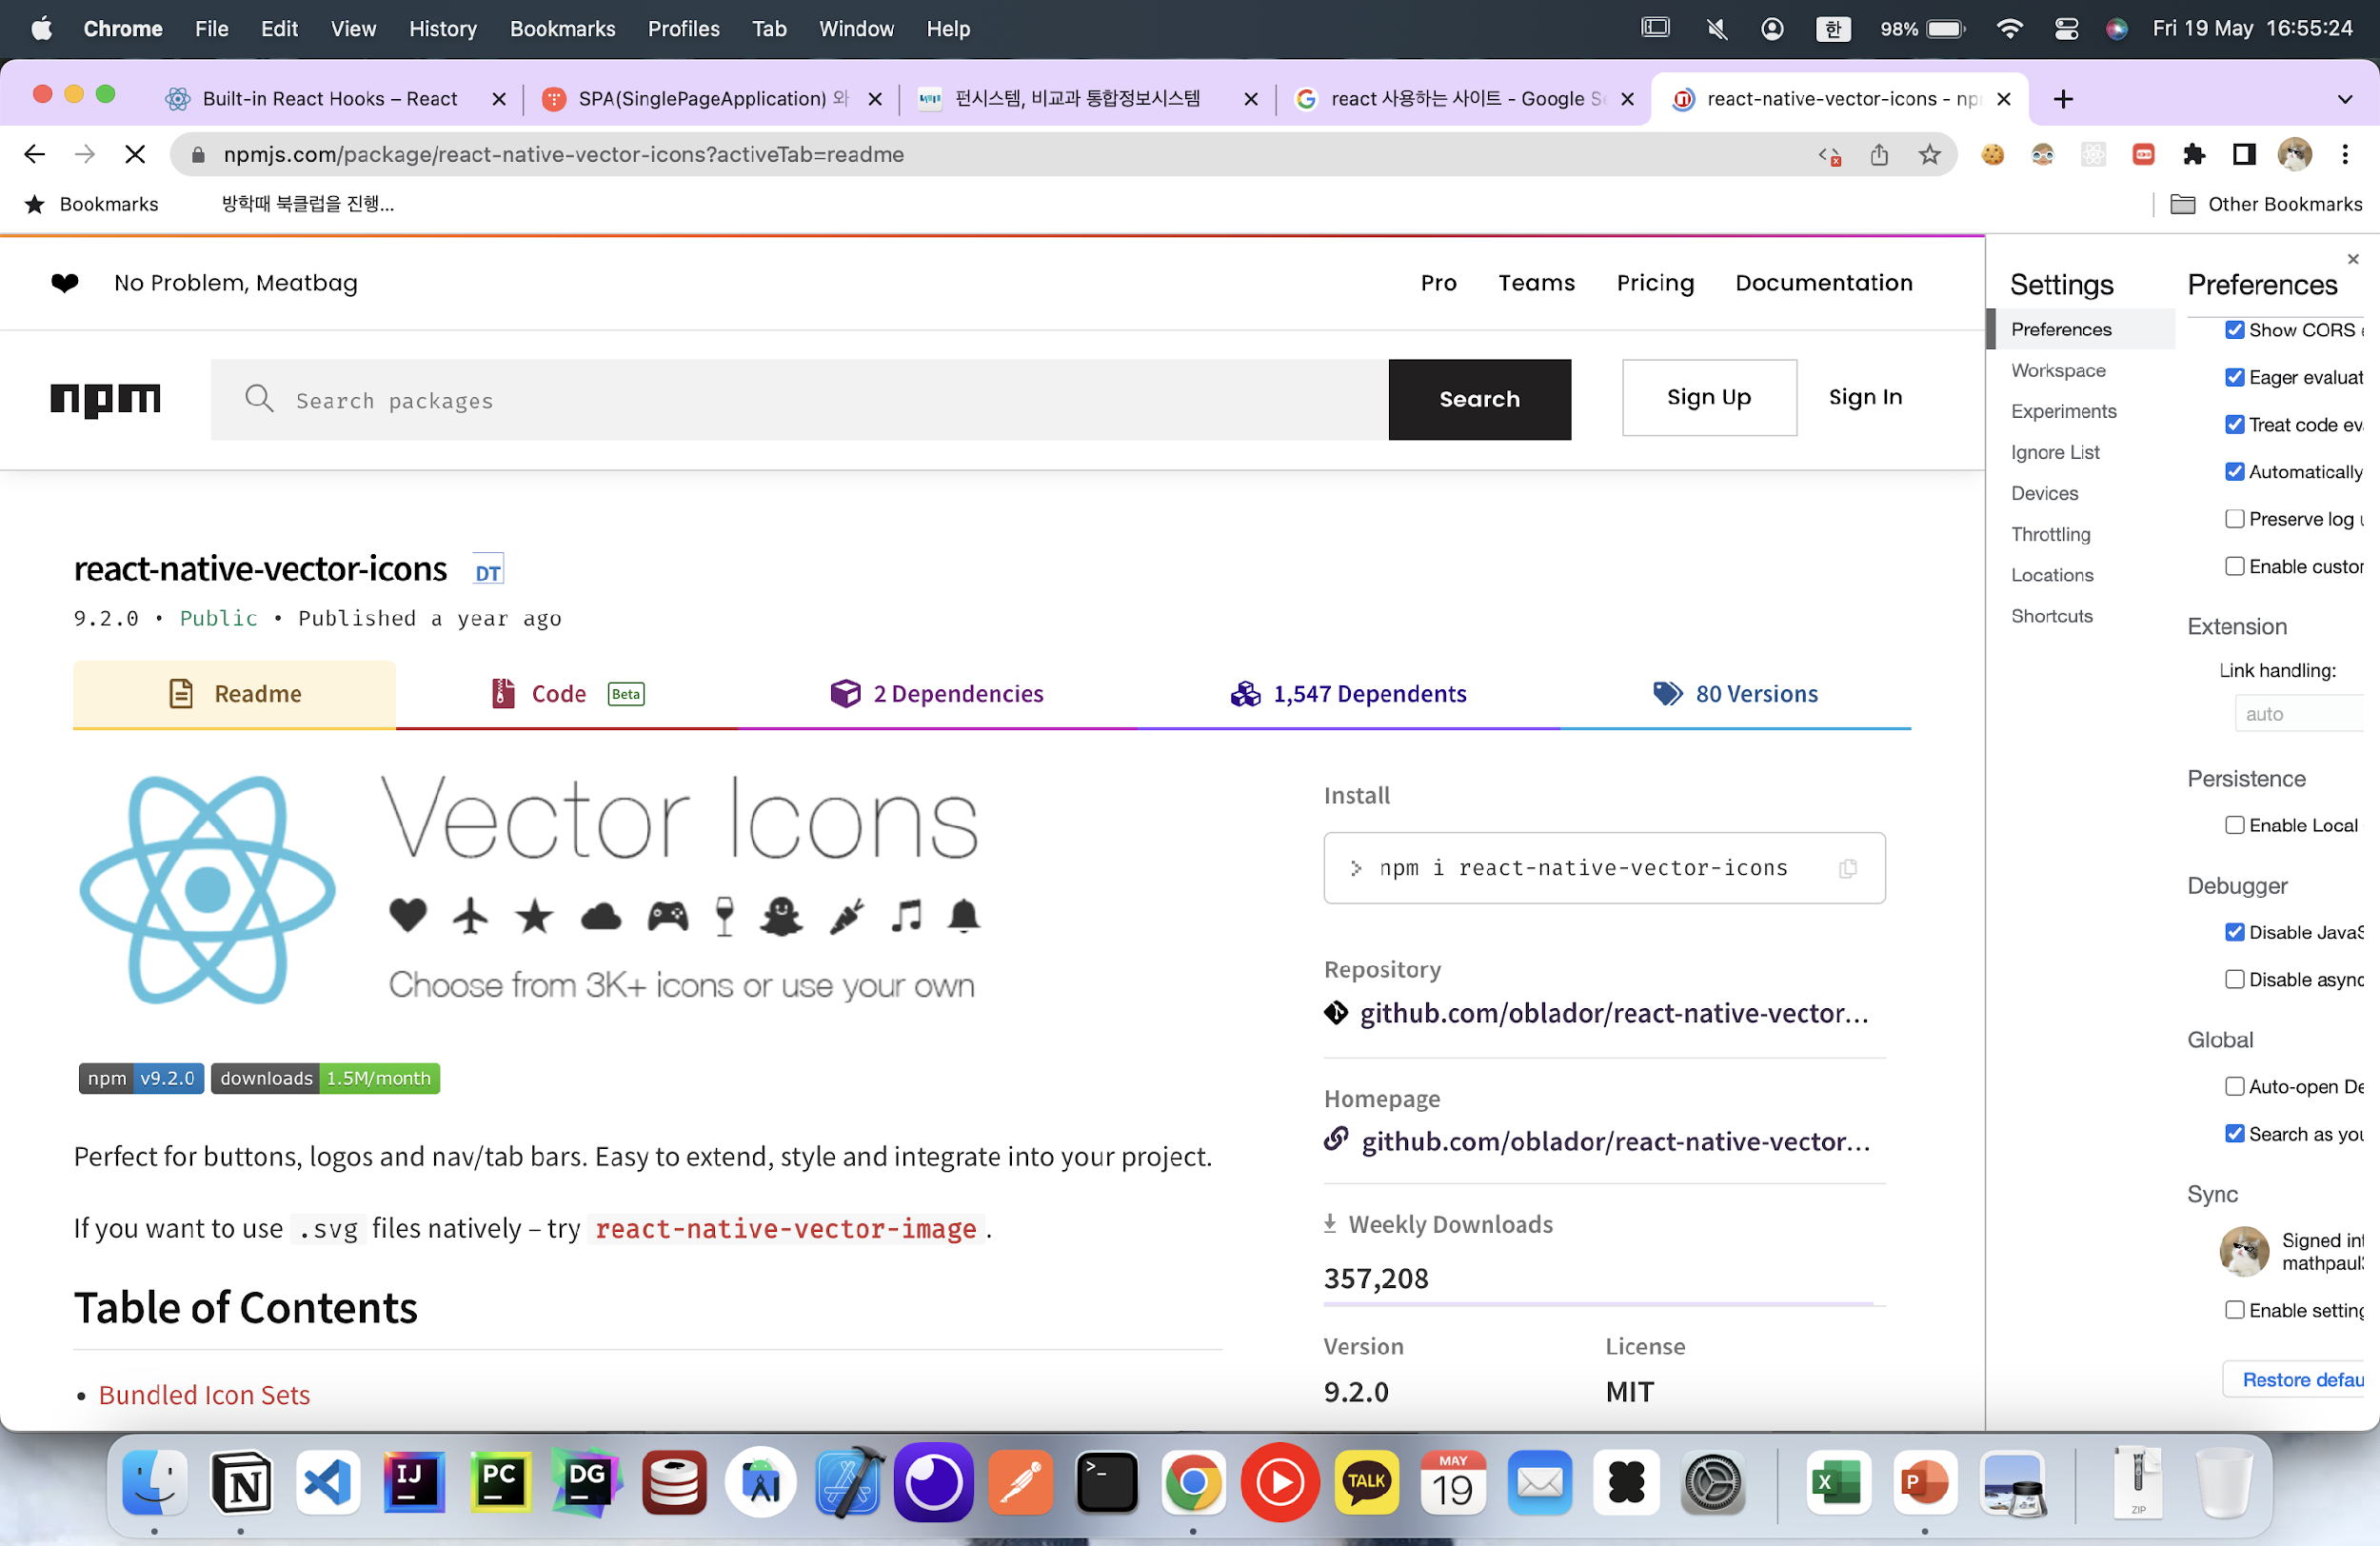 Chrome File Edit View History Bookmarks Profiles Tab Window Help 한 98% Fri 19 May 16:55:24
Built-in React Hooks – React SPA(SinglePageApplication) 와 펀시스템, 비교과 통합정보시스템 react 사용하는 사이트 - Google Se react-native-vector-icons - npm
npmjs.com/package/react-native-vector-icons?activeTab=readme
Bookmarks 방학때 북클럽을 진행... Other Bookmarks
No Problem, Meatbag Pro Teams Pricing Documentation
npm Search packages Search Sign Up Sign In
react-native-vector-icons DT
9.2.0 • Public • Published a year ago
Readme Code Beta 2 Dependencies 1,547 Dependents 80 Versions
Vector Icons
Choose from 3K+ icons or use your own
npm v9.2.0 downloads 1.5M/month
Perfect for buttons, logos and nav/tab bars. Easy to extend, style and integrate into your project.
If you want to use .svg files natively – try react-native-vector-image.
Table of Contents
• Bundled Icon Sets
Install
> npm i react-native-vector-icons
Repository
github.com/oblador/react-native-vector...
Homepage
github.com/oblador/react-native-vector...
Weekly Downloads
357,208
Version License
9.2.0 MIT
Settings
Preferences
Workspace
Experiments
Ignore List
Devices
Throttling
Locations
Shortcuts
Preferences
Show CORS
Eager evaluat
Treat code ev
Automatically
Preserve log
Enable custor
Extension
Link handling:
auto
Persistence
Enable Local
Debugger
Disable JavaS
Disable async
Global
Auto-open De
Search as you
Sync
Signed int
mathpaul
Enable setting
Restore defau
IJ PC DG TALK MAY 19 X P ZIP